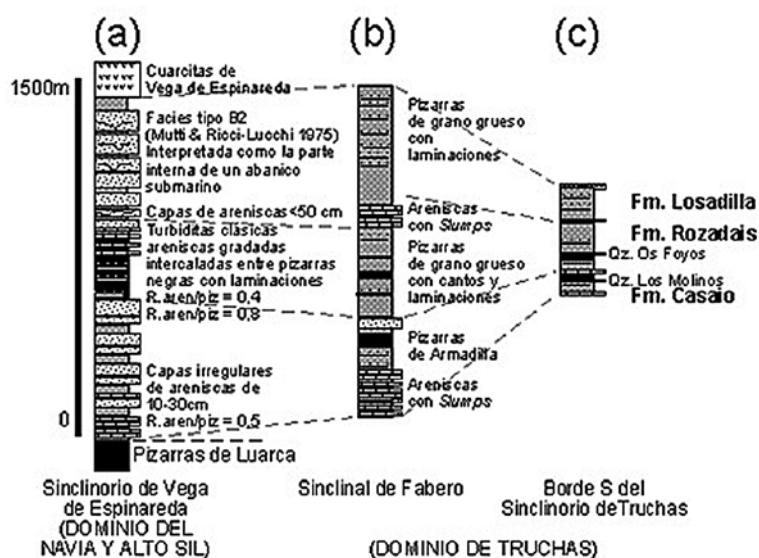 (a)
(b)
(c)
1500m
0
Cuarcitas de
Vega de Espinareda
Facies tipo B2
(Mutti & Ricci-Luochi 1975)
Interpretada como la parte
interna de un abanico
submarino
Capas de areniscas<50 cm
Turbiditas clásicas
areniscas gradadas
intercaladas entre pizarras
negras con laminaciones
R.aren/piz = 0,4
R.aren/piz = 0,8
Capas irregulares
de areniscas de
10-30cm
R.aren/piz = 0,5
Pizarras de Luarca
Sinclinorio de Vega
de Espinareda
(DOMINIO DEL
NAVIA Y ALTO SIL)
Pizarras
de grano grueso
con
laminaciones
Areniscas
con Slumps
Pizarras
de grano grueso
con cantos y
laminaciones
Pizarras
de Armadilla
Areniscas
con Slumps
Sinclinal de Fabero
Fm. Losadilla
Fm. Rozadais
Qz. Os Foyos
Qz. Los Molinos
Fm. Casaio
Borde S del
Sinclinorio deTruchas
(DOMINIO DE TRUCHAS)